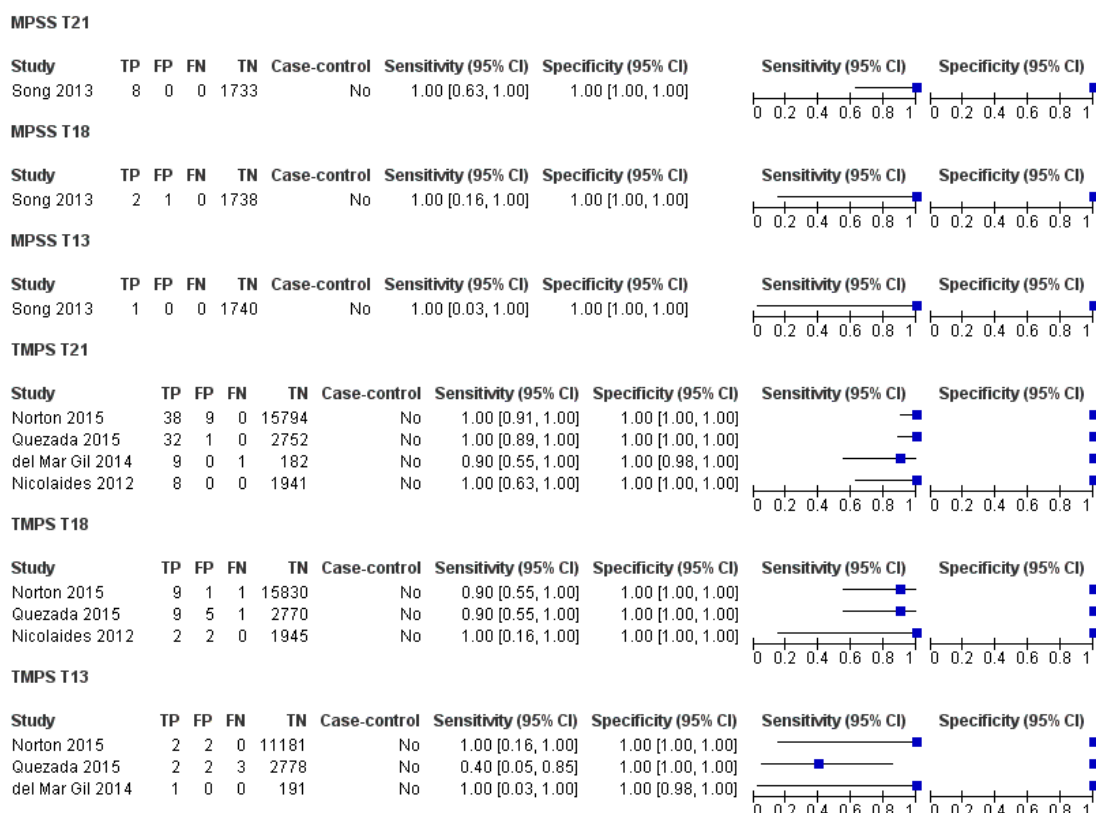 MPSS T21
Study TP FP FN TN Case-control Sensitivity (95% CI) Specificity (95% CI) Sensitivity (95% CI) Specificity (95% CI)
Song 2013 8 0 0 1733 No 1.00 [0.63, 1.00] 1.00 [1.00, 1.00]
0 0.2 0.4 0.6 0.8 1 0 0.2 0.4 0.6 0.8 1
MPSS T18
Study TP FP FN TN Case-control Sensitivity (95% CI) Specificity (95% CI) Sensitivity (95% CI) Specificity (95% CI)
Song 2013 2 1 0 1738 No 1.00 [0.16, 1.00] 1.00 [1.00, 1.00]
0 0.2 0.4 0.6 0.8 1 0 0.2 0.4 0.6 0.8 1
MPSS T13
Study TP FP FN TN Case-control Sensitivity (95% CI) Specificity (95% CI) Sensitivity (95% CI) Specificity (95% CI)
Song 2013 1 0 0 1740 No 1.00 [0.03, 1.00] 1.00 [1.00, 1.00]
0 0.2 0.4 0.6 0.8 1 0 0.2 0.4 0.6 0.8 1
TMPS T21
Study TP FP FN TN Case-control Sensitivity (95% CI) Specificity (95% CI) Sensitivity (95% CI) Specificity (95% CI)
Norton 2015 38 9 0 15794 No 1.00 [0.91, 1.00] 1.00 [1.00, 1.00]
Quezada 2015 32 1 0 2752 No 1.00 [0.89, 1.00] 1.00 [1.00, 1.00]
del Mar Gil 2014 9 0 1 182 No 0.90 [0.55, 1.00] 1.00 [0.98, 1.00]
Nicolaides 2012 8 0 0 1941 No 1.00 [0.63, 1.00] 1.00 [1.00, 1.00]
0 0.2 0.4 0.6 0.8 1 0 0.2 0.4 0.6 0.8 1
TMPS T18
Study TP FP FN TN Case-control Sensitivity (95% CI) Specificity (95% CI) Sensitivity (95% CI) Specificity (95% CI)
Norton 2015 9 1 1 15830 No 0.90 [0.55, 1.00] 1.00 [1.00, 1.00]
Quezada 2015 9 5 1 2770 No 0.90 [0.55, 1.00] 1.00 [1.00, 1.00]
Nicolaides 2012 2 2 0 1945 No 1.00 [0.16, 1.00] 1.00 [1.00, 1.00]
0 0.2 0.4 0.6 0.8 1 0 0.2 0.4 0.6 0.8 1
TMPS T13
Study TP FP FN TN Case-control Sensitivity (95% CI) Specificity (95% CI) Sensitivity (95% CI) Specificity (95% CI)
Norton 2015 2 2 0 11181 No 1.00 [0.16, 1.00] 1.00 [1.00, 1.00]
Quezada 2015 2 2 3 2778 No 0.40 [0.05, 0.85] 1.00 [1.00, 1.00]
del Mar Gil 2014 1 0 0 191 No 1.00 [0.03, 1.00] 1.00 [0.98, 1.00]
0 0.2 0.4 0.6 0.8 1 0 0.2 0.4 0.6 0.8 1